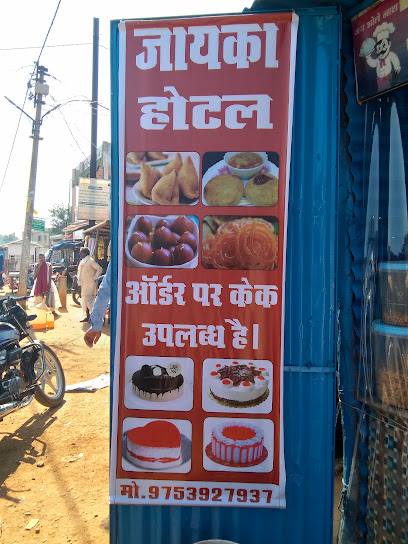 जायका
होटल
ऑर्डर पर केक
उपलब्ध है।
मो.9753927937